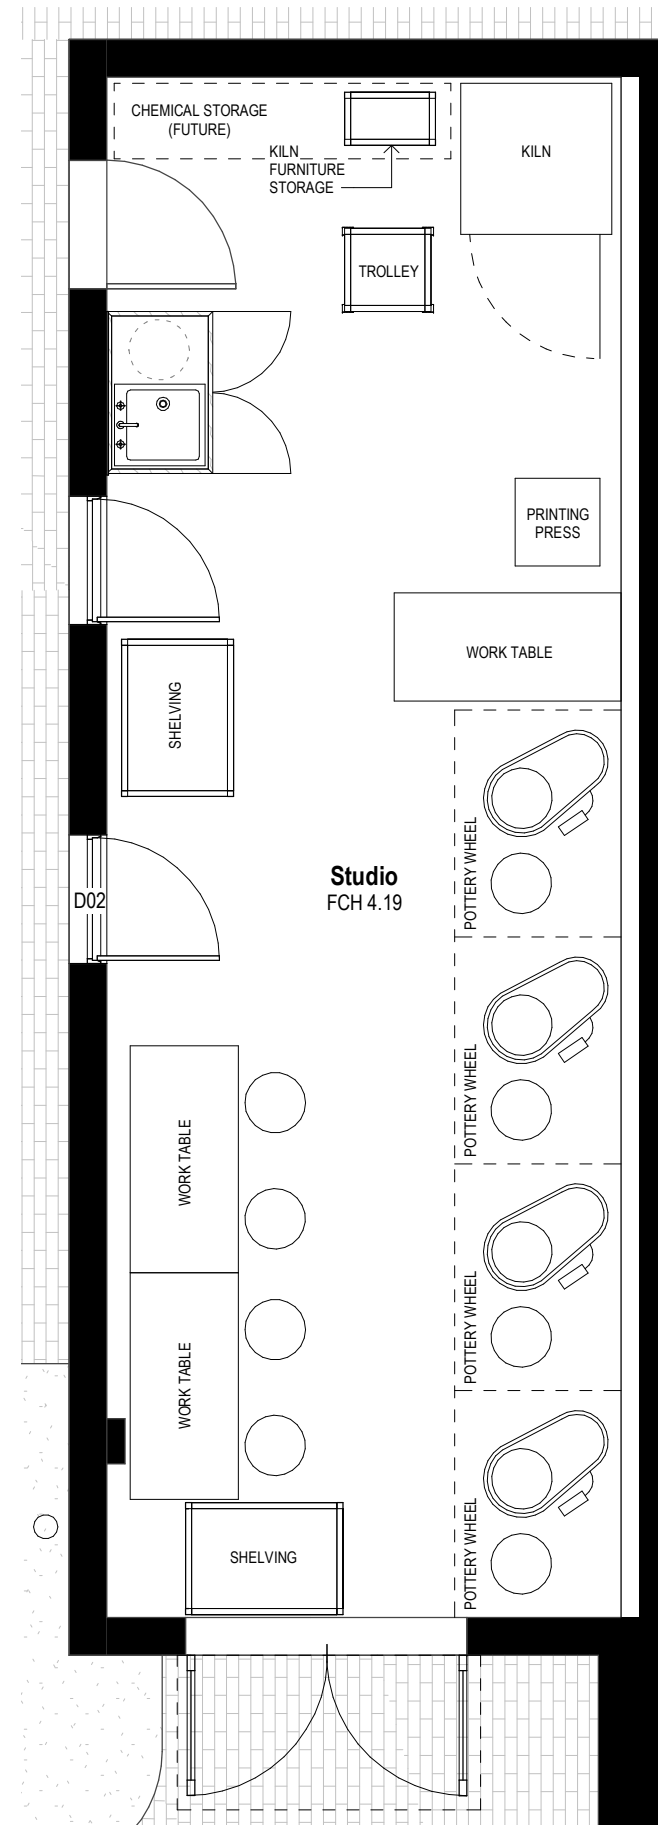 CHEMICAL STORAGE
(FUTURE)
KILN
FURNITURE
STORAGE
KILN
TROLLEY
PRINTING
PRESS
WORK TABLE
SHELVING
POTTERY WHEEL
Studio
FCH 4.19
D02
POTTERY WHEEL
WORK TABLE
POTTERY WHEEL
WORK TABLE
POTTERY WHEEL
SHELVING